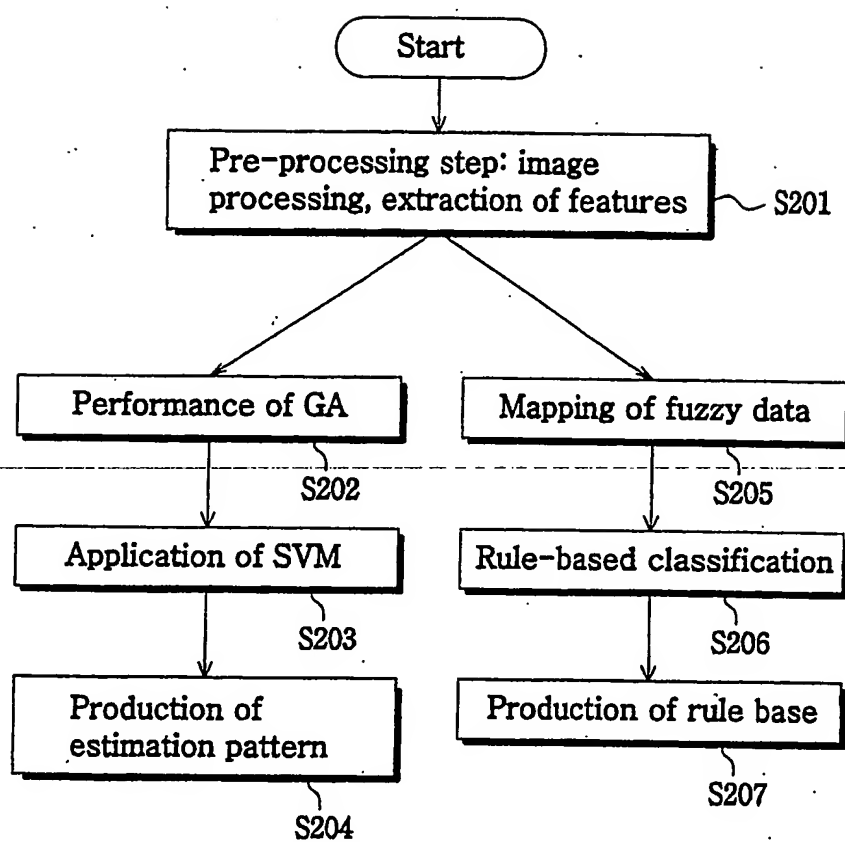 Start
Pre-processing step: image
processing, extraction of features
S201
Performance of GA
S202
Mapping of fuzzy data
S205
Application of SVM
S203
Rule-based classification
S206
Production of
estimation pattern
S204
Production of rule base
S207